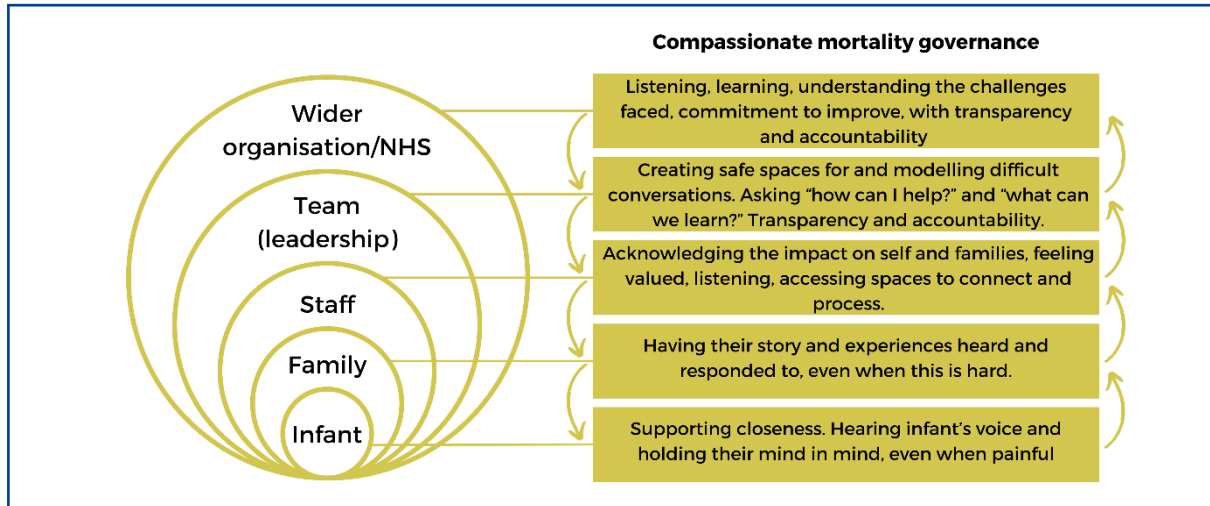 Compassionate mortality governance
Wider
organisation/NHS
Listening, learning, understanding the challenges
faced, commitment to improve, with transparency
and accountability
Team
(leadership)
Creating safe spaces for and modelling difficult
conversations. Asking “how can I help?” and “what can
we learn?” Transparency and accountability.
Staff
Acknowledging the impact on self and families, feeling
valued, listening, accessing spaces to connect and
process.
Family
Having their story and experiences heard and
responded to, even when this is hard.
Infant
Supporting closeness. Hearing infant’s voice and
holding their mind in mind, even when painful